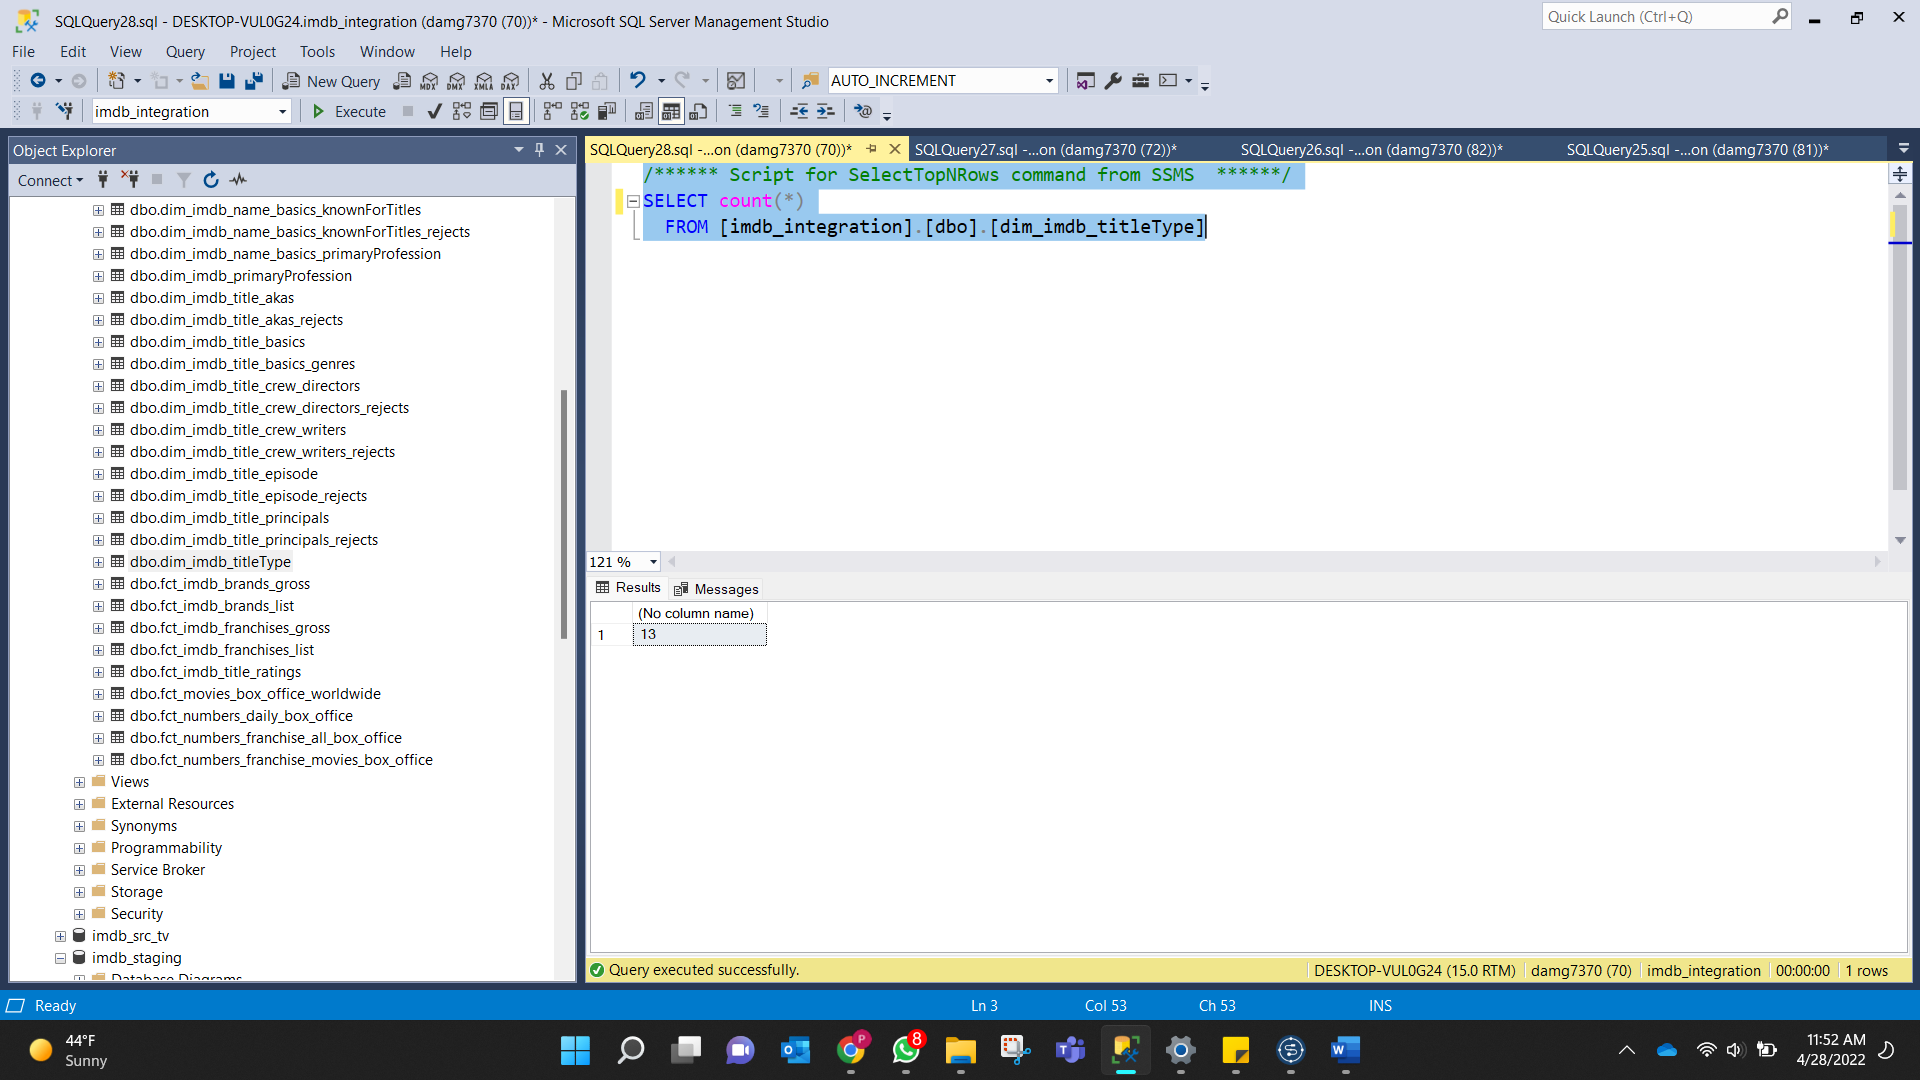 SQLQuery28.sql - DESKTOP-VUL0G24.imdb_integration (damg7370 (70))* - Microsoft SQL Server Management Studio
Quick Launch (Ctrl+Q)
File Edit View Query Project Tools Window Help
New Query MDX DMX XMLA DAX AUTO_INCREMENT
imdb_integration Execute
Object Explorer
Connect
dbo.dim_imdb_name_basics_knownForTitles
dbo.dim_imdb_name_basics_knownForTitles_rejects
dbo.dim_imdb_name_basics_primaryProfession
dbo.dim_imdb_primaryProfession
dbo.dim_imdb_title_akas
dbo.dim_imdb_title_akas_rejects
dbo.dim_imdb_title_basics
dbo.dim_imdb_title_basics_genres
dbo.dim_imdb_title_crew_directors
dbo.dim_imdb_title_crew_directors_rejects
dbo.dim_imdb_title_crew_writers
dbo.dim_imdb_title_crew_writers_rejects
dbo.dim_imdb_title_episode
dbo.dim_imdb_title_episode_rejects
dbo.dim_imdb_title_principals
dbo.dim_imdb_title_principals_rejects
dbo.dim_imdb_titleType
dbo.fct_imdb_brands_gross
dbo.fct_imdb_brands_list
dbo.fct_imdb_franchises_gross
dbo.fct_imdb_franchises_list
dbo.fct_imdb_title_ratings
dbo.fct_movies_box_office_worldwide
dbo.fct_numbers_daily_box_office
dbo.fct_numbers_franchise_all_box_office
dbo.fct_numbers_franchise_movies_box_office
Views
External Resources
Synonyms
Programmability
Service Broker
Storage
Security
imdb_src_tv
imdb_staging
Database Diagrams
SQLQuery28.sql -...on (damg7370 (70))* SQLQuery27.sql -...on (damg7370 (72))* SQLQuery26.sql -...on (damg7370 (82))* SQLQuery25.sql -...on (damg7370 (81))*
/****** Script for SelectTopNRows command from SSMS ******/
SELECT count(*)
FROM [imdb_integration].[dbo].[dim_imdb_titleType]
121 %
Results Messages
(No column name)
1 13
Query executed successfully. DESKTOP-VUL0G24 (15.0 RTM) damg7370 (70) imdb_integration 00:00:00 1 rows
Ready Ln 3 Col 53 Ch 53 INS
44°F
Sunny
P
8
11:52 AM
4/28/2022